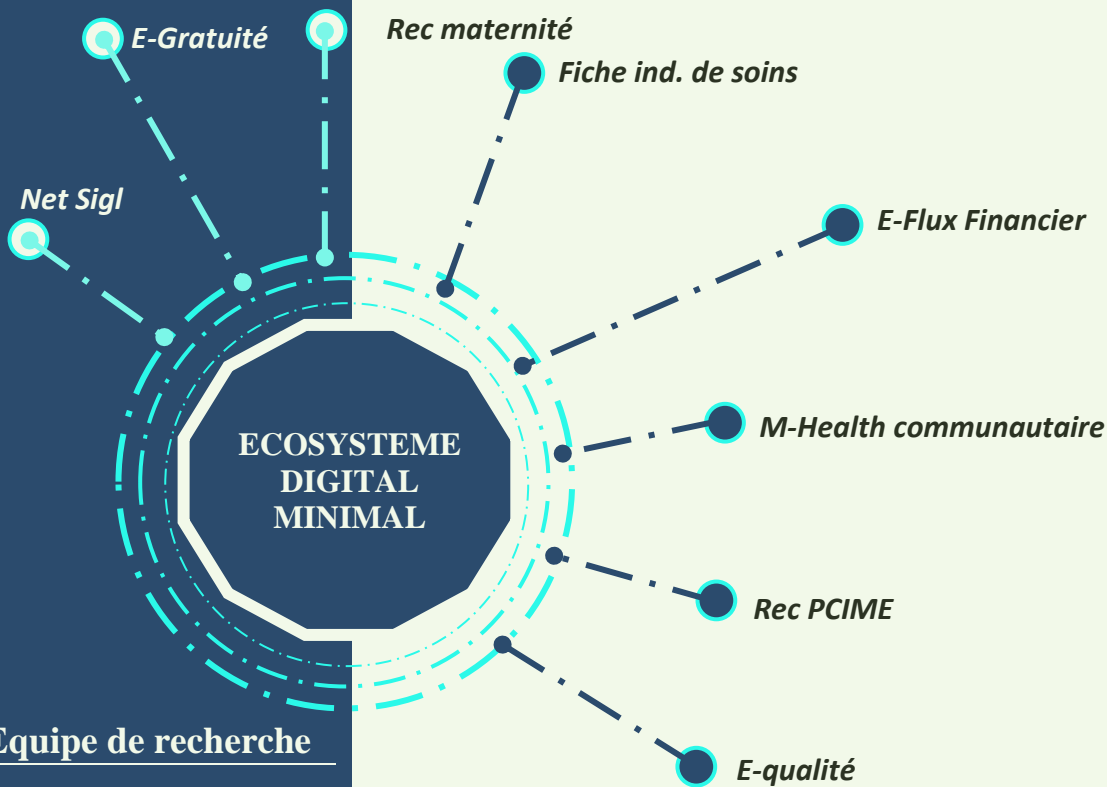 E-Gratuité
Rec maternité
Fiche ind. de soins
Net Sigl
E-Flux Financier
M-Health communautaire
ECOSYSTEME
DIGITAL
MINIMAL
Rec PCIME
Equipe de recherche
E-qualité